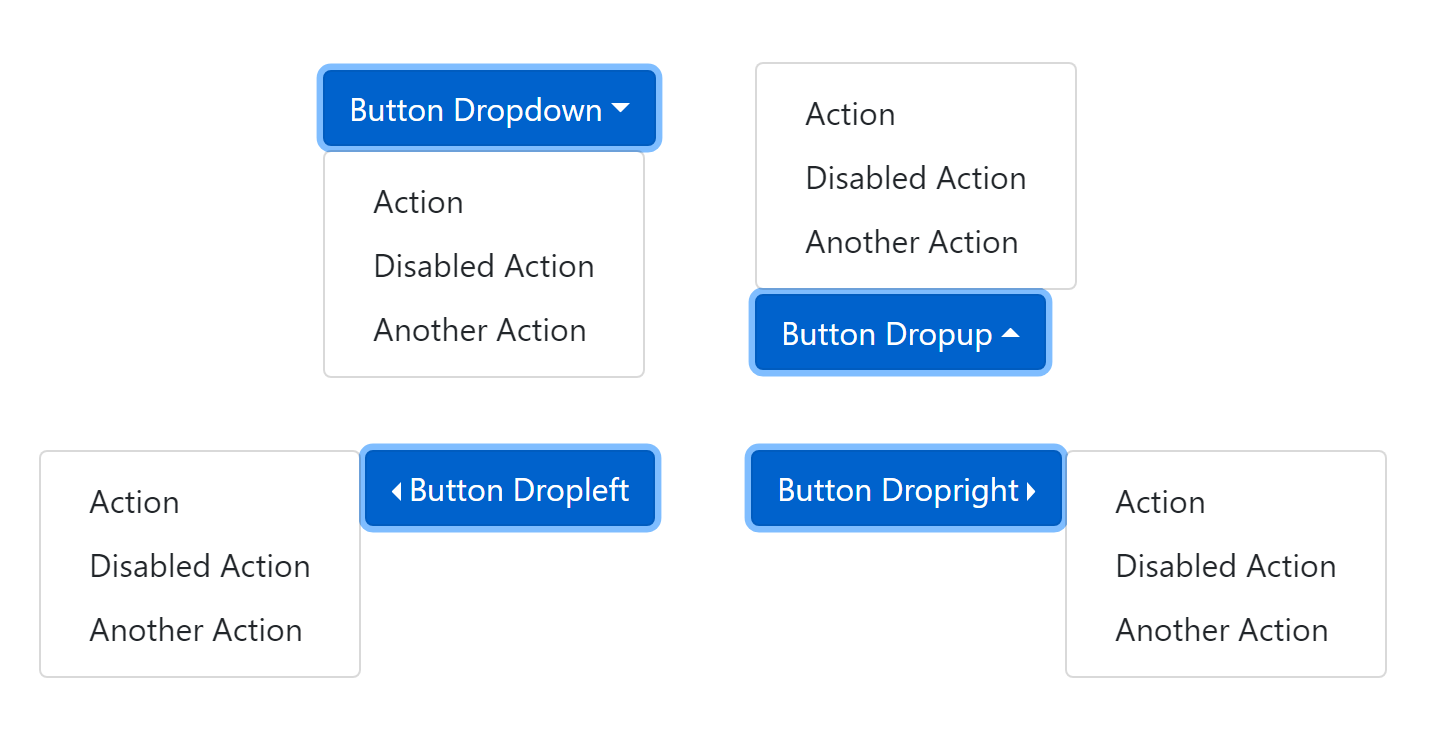 Button Dropdown
Action
Disabled Action
Another Action
Action
Disabled Action
Another Action
Button Dropup
Action
Disabled Action
Another Action
Button Dropleft
Button Dropright
Action
Disabled Action
Another Action